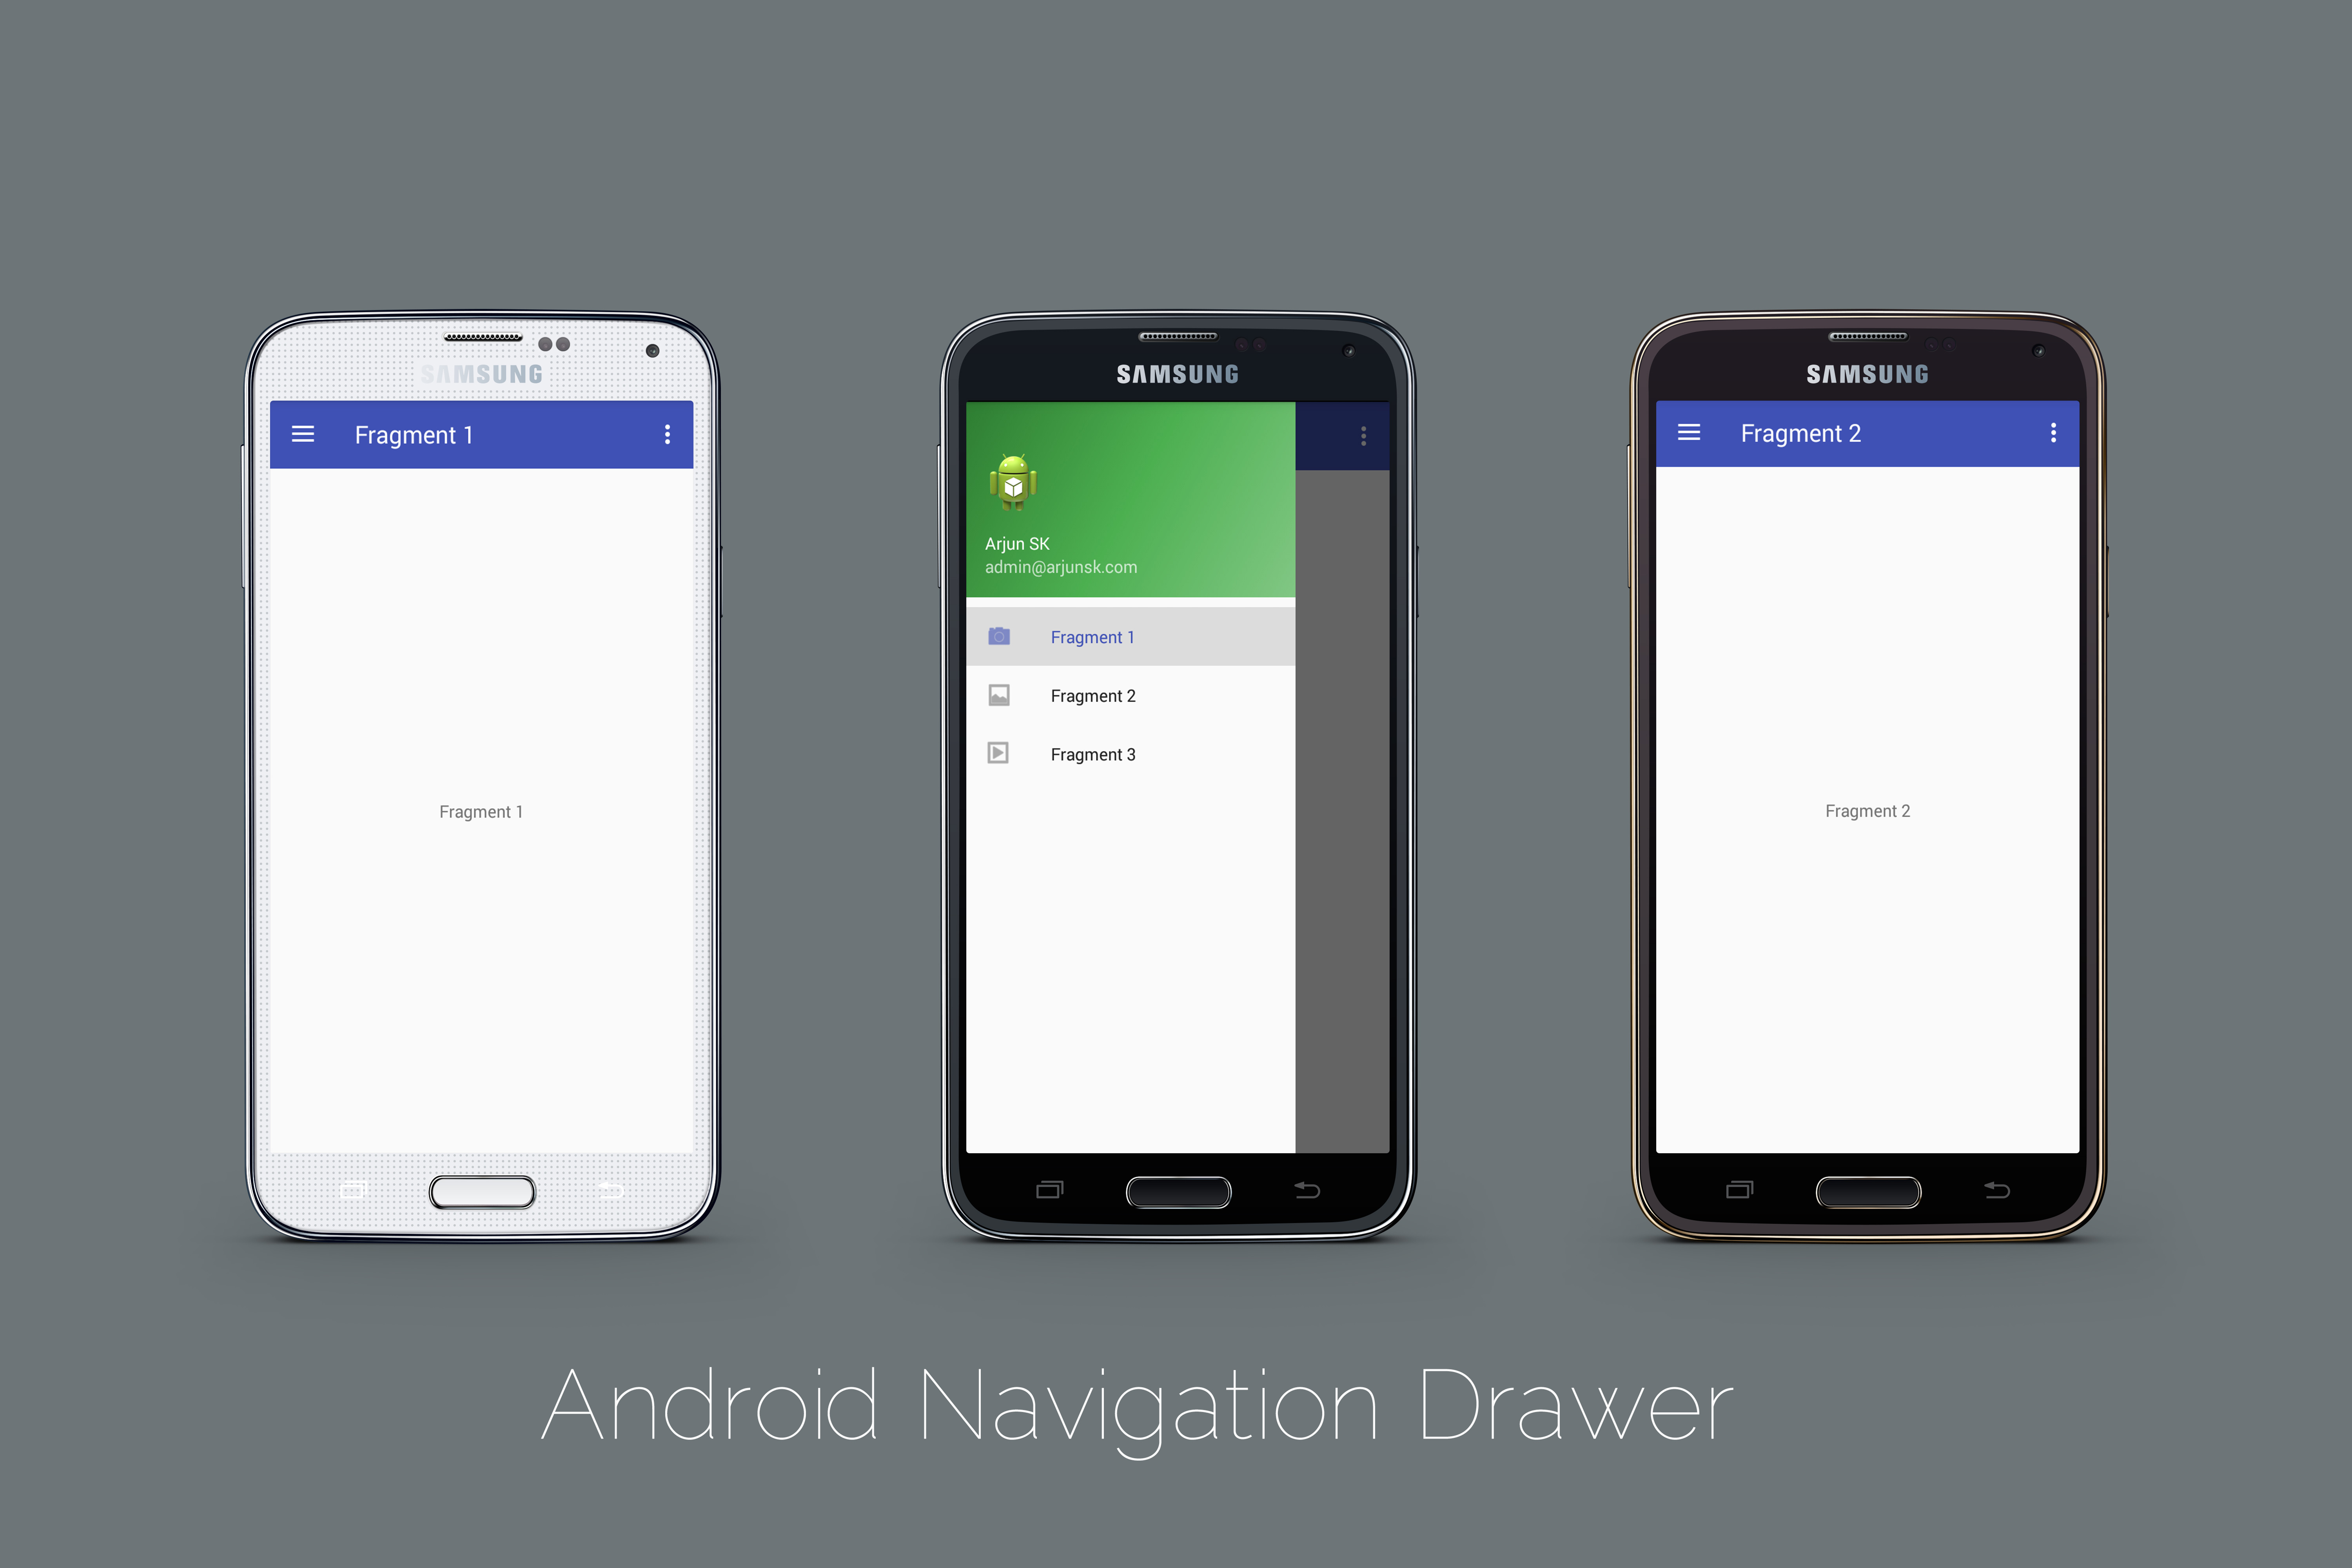 SAMSUNG
Fragment 1
Fragment 1
SAMSUNG
Arjun SK
admin@arjunsk.com
Fragment 1
Fragment 2
Fragment 3
SAMSUNG
Fragment 2
Fragment 2
Android Navigation Drawer